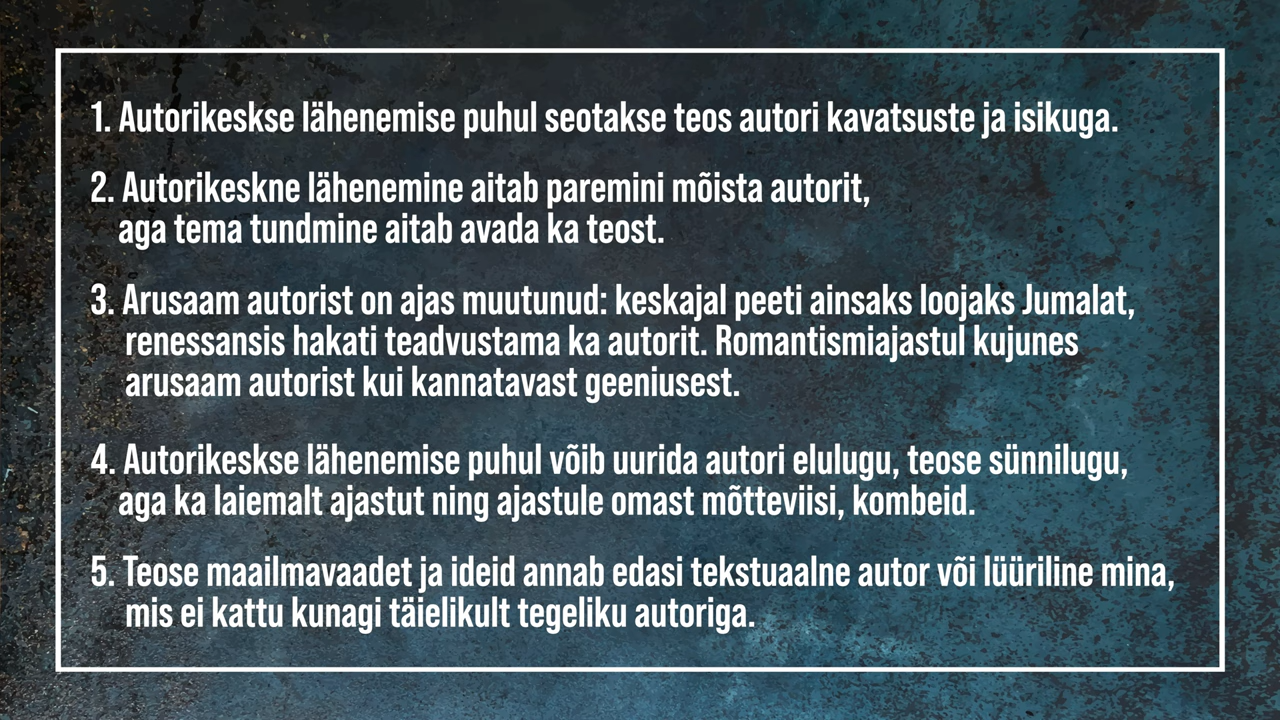 1. Autorikeskse lähenemise puhul seotakse teos autori kavatsuste ja isikuga.
2. Autorikeskne lähenemine aitab paremini mõista autorit,
aga tema tundmine aitab avada ka teost.
3. Arusaam autorist on ajas muutunud: keskajal peeti ainsaks loojaks Jumalat,
renessansis hakati teadvustama ka autorit. Romantismiajastul kujunes
arusaam autorist kui kannatavast geeniusest.
4. Autorikeskse lähenemise puhul võib uurida autori elulugu, teose sünnilugu,
aga ka laiemalt ajastut ning ajastule omast mõtteviisi, kombeid.
5. Teose maailmavaadet ja ideid annab edasi tekstuaalne autor või lüüriline mina,
mis ei kattu kunagi täielikult tegeliku autoriga.